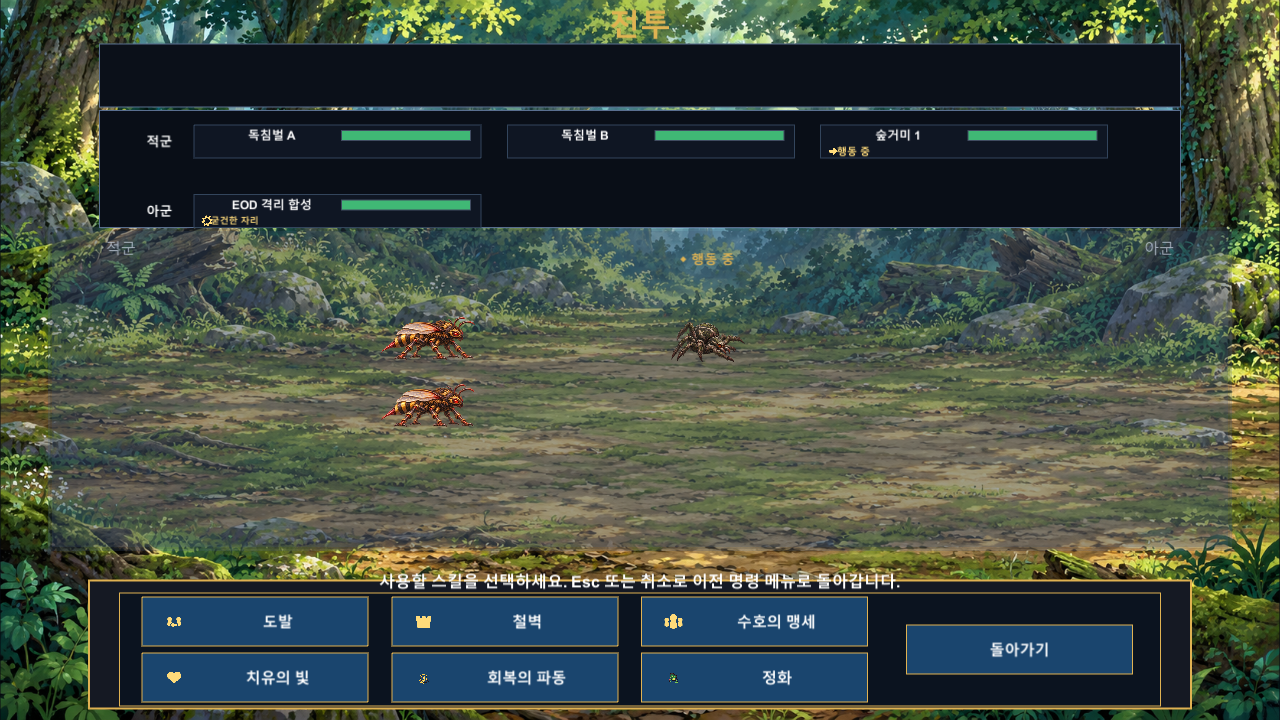 전투
적군
독침벌 A
독침벌 B
숲거미 1
행동 중
아군
EOD 격리 합성
굳건한 자리
적군
아군
행동 중
사용할 스킬을 선택하세요. Esc 또는 취소로 이전 명령 메뉴로 돌아갑니다.
도발
철벽
수호의 맹세
돌아가기
치유의 빛
회복의 파동
정화